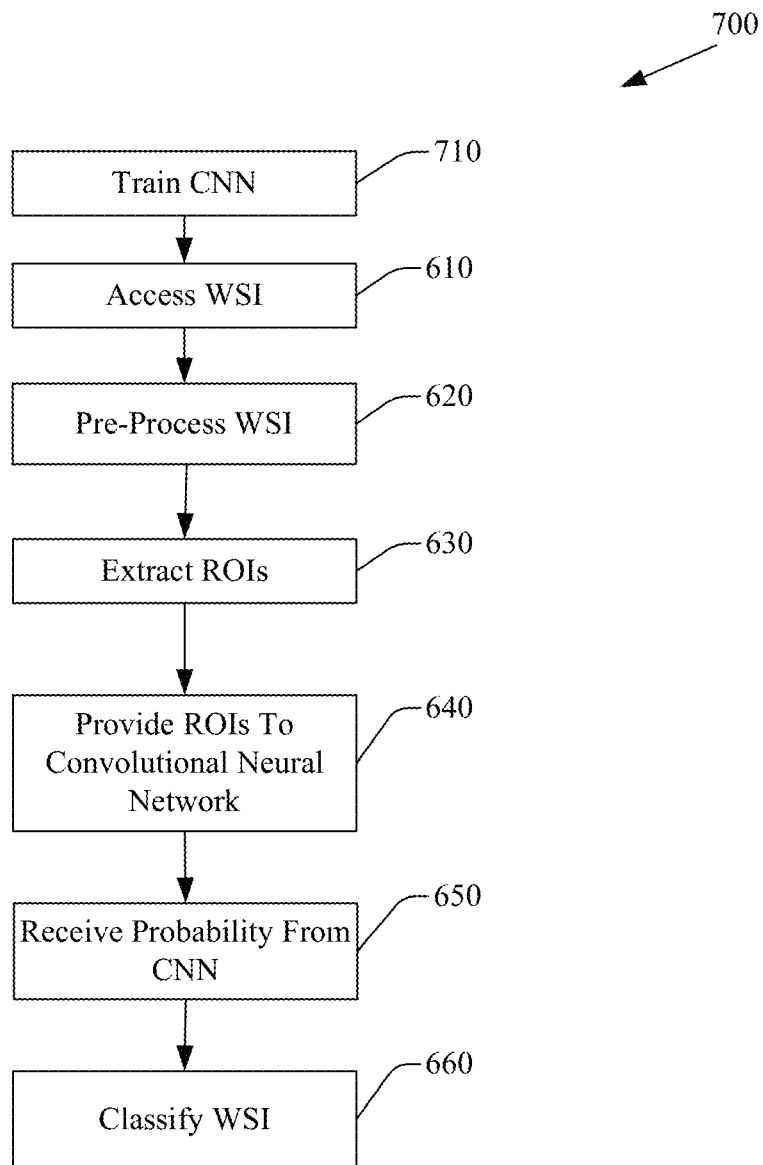 700
Train CNN
710
Access WSI
610
Pre-Process WSI
620
Extract ROIs
630
Provide ROIs To
Convolutional Neural
Network
640
Receive Probability From
CNN
650
Classify WSI
660